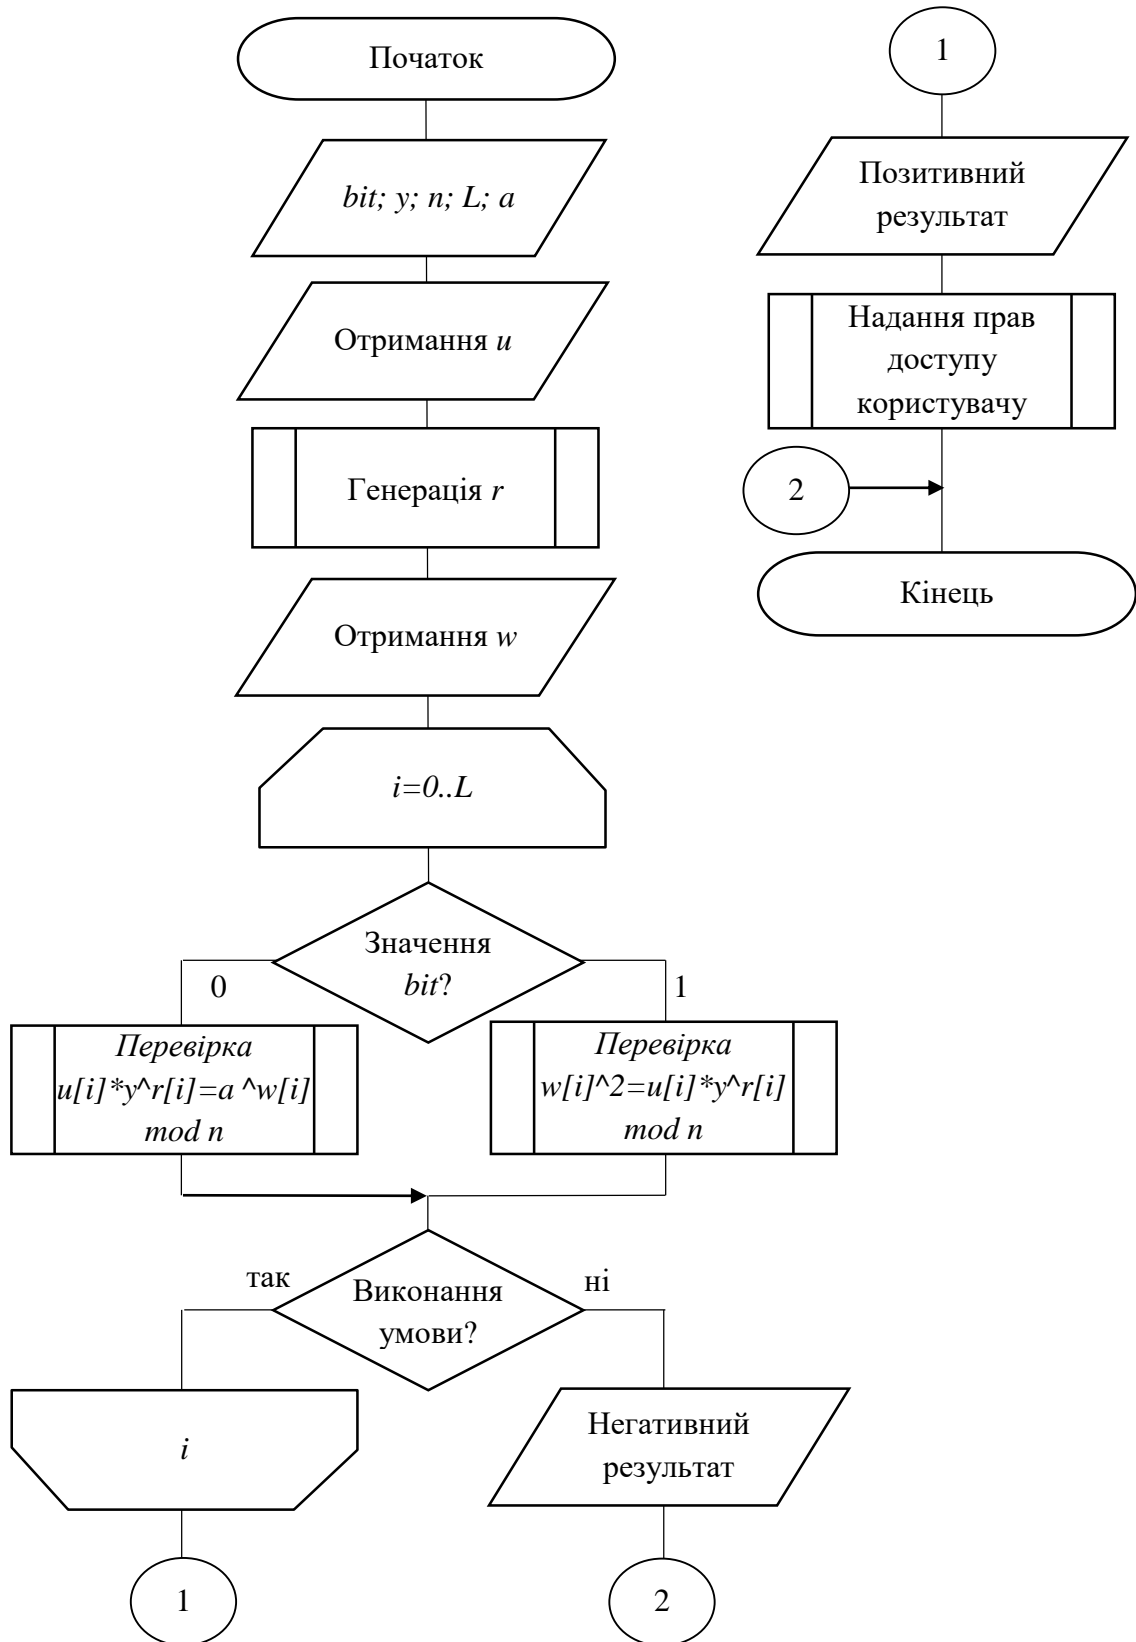 Початок
bit; y; n; L; a
Отримання u
Генерація r
Отримання w
i=0..L
Значення
bit?
0
1
Перевірка
u[i]*y^r[i]=a ^w[i]
mod n
Перевірка
w[i]^2=u[i]*y^r[i]
mod n
так
ні
Виконання
умови?
i
Негативний
результат
1
2
1
Позитивний
результат
Надання прав
доступу
користувачу
2
Кінець